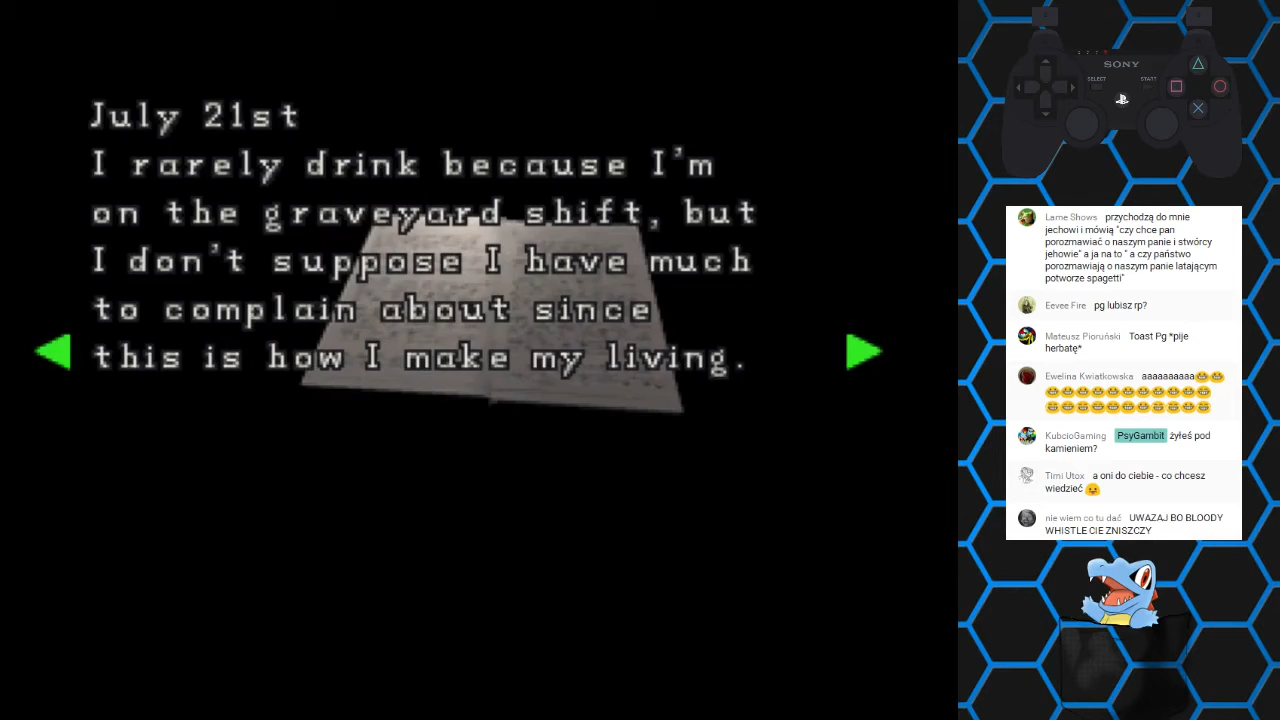 July 21st
I rarely drink because I'm
on the graveyard shift, but
I don't suppose I have much
to complain about since
this is how I make my living.
SONY
SELECT
START
Lame Shows przychodzą do mnie
jechowi i mówią "czy chce pan
porozmawiać o naszym panie i stwórcy
jehowie" a ja na to " a czy państwo
porozmawiają o naszym panie latającym
potworze spagetti"
Eevee Fire pg lubisz rp?
Mateusz Pioruński Toast Pg *pije
herbatę*
Ewelina Kwiatkowska aaaaaaaaaa😂😂
😂😂😂😂😂😂😂😂😂😂😂
😂😂😂😂😂😂😂😂😂😂😂
KubcioGaming PsyGambit żyłeś pod
kamieniem?
Timi Utox a oni do ciebie - co chcesz
wiedzieć 😛
nie wiem co tu dać UWAZAJ BO BLOODY
WHISTLE CIE ZNISZCZY